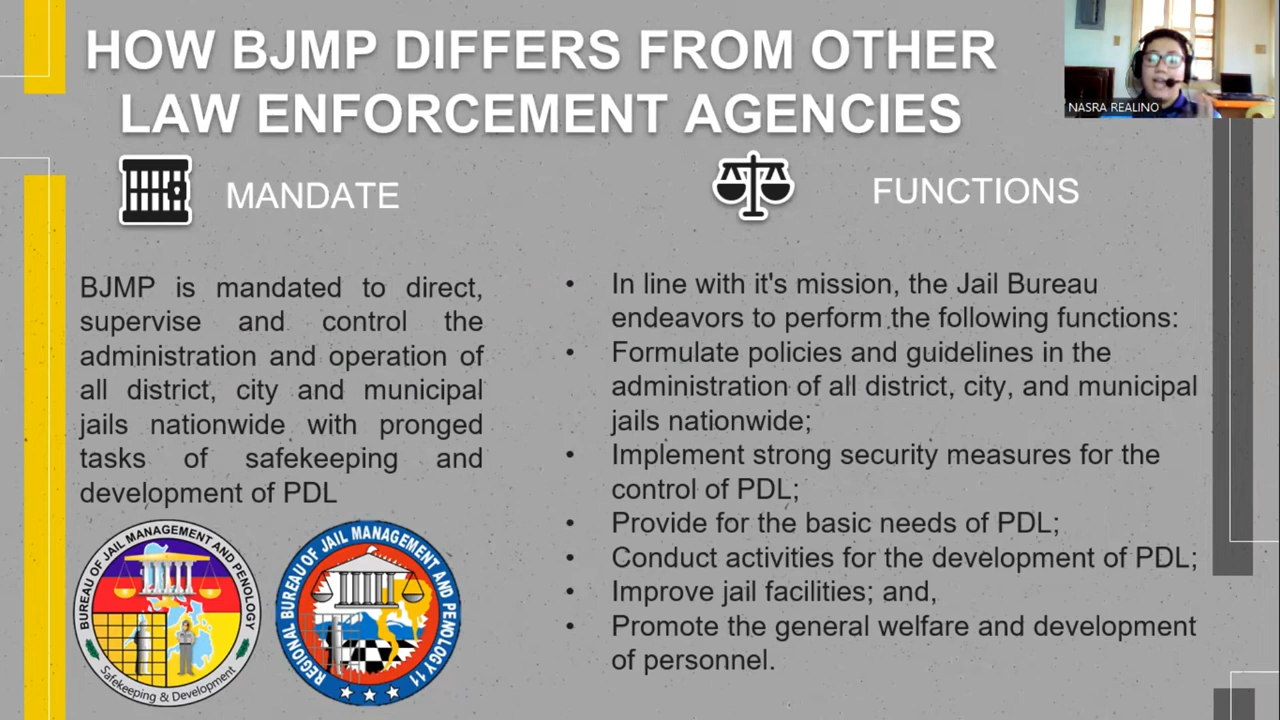 HOW BJMP DIFFERS FROM OTHER
LAW ENFORCEMENT AGENCIES
NASRA REALINO
MANDATE
BJMP is mandated to direct,
supervise and control the
administration and operation of
all district, city and municipal
jails nationwide with pronged
tasks of safekeeping and
development of PDL
BUREAU OF JAIL MANAGEMENT AND PENOLOGY
Safekeeping & Development
REGIONAL BUREAU OF JAIL MANAGEMENT AND PENOLOGY 11
FUNCTIONS
• In line with it's mission, the Jail Bureau
endeavors to perform the following functions:
• Formulate policies and guidelines in the
administration of all district, city, and municipal
jails nationwide;
• Implement strong security measures for the
control of PDL;
• Provide for the basic needs of PDL;
• Conduct activities for the development of PDL;
• Improve jail facilities; and,
• Promote the general welfare and development
of personnel.